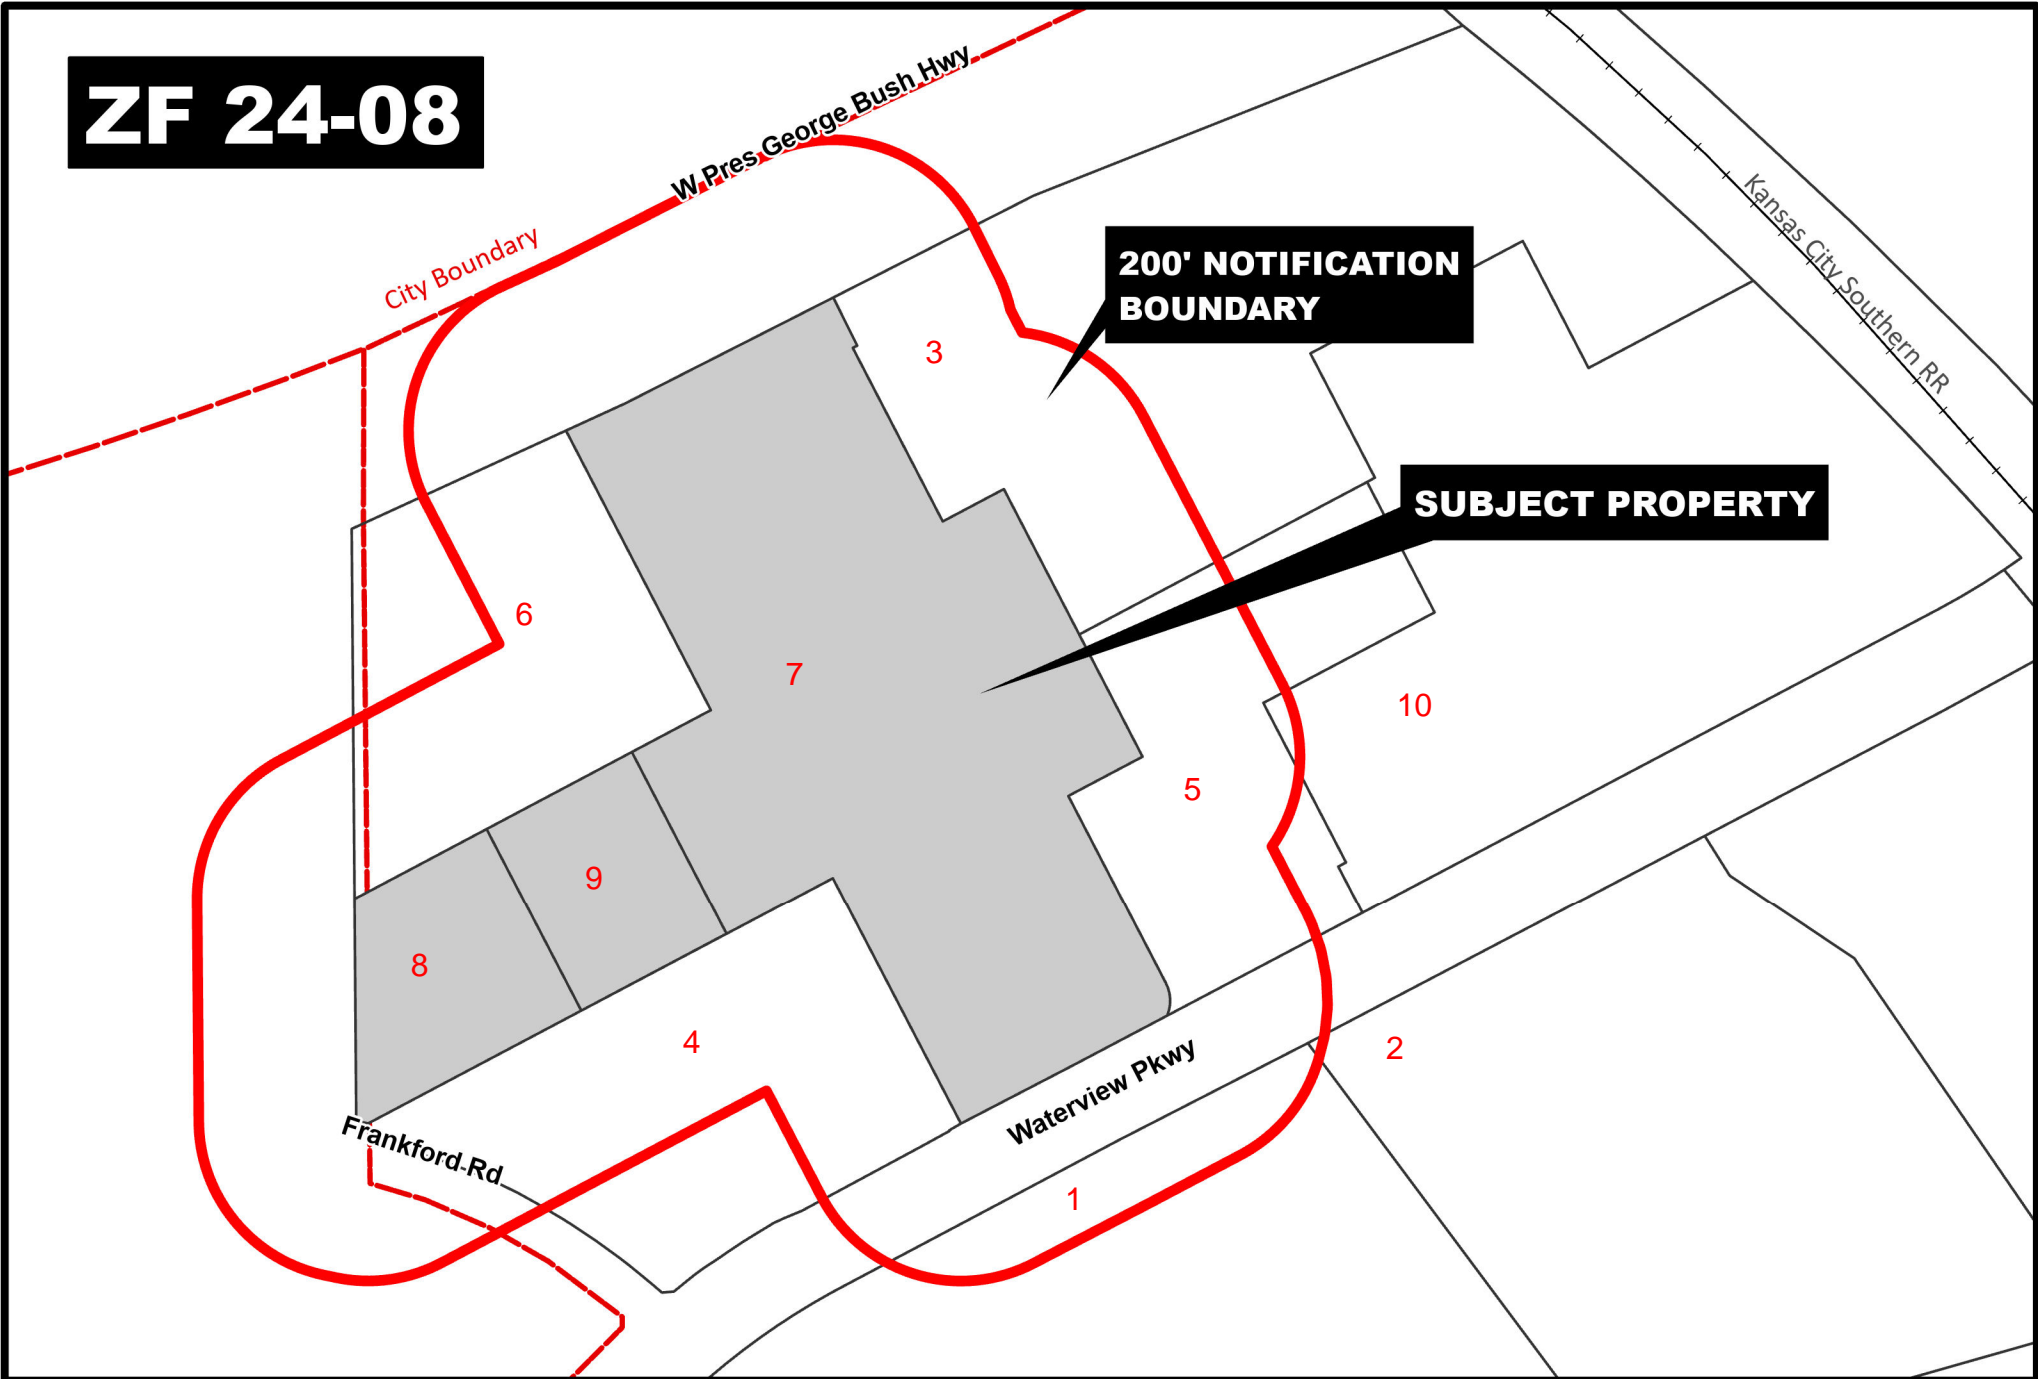 ZF 24-08
W Pres George Bush Hwy
City Boundary
Kansas City Southern RR
200' NOTIFICATION
BOUNDARY
3
SUBJECT PROPERTY
6
7
10
5
9
8
4
2
Waterview Pkwy
Frankford Rd
1